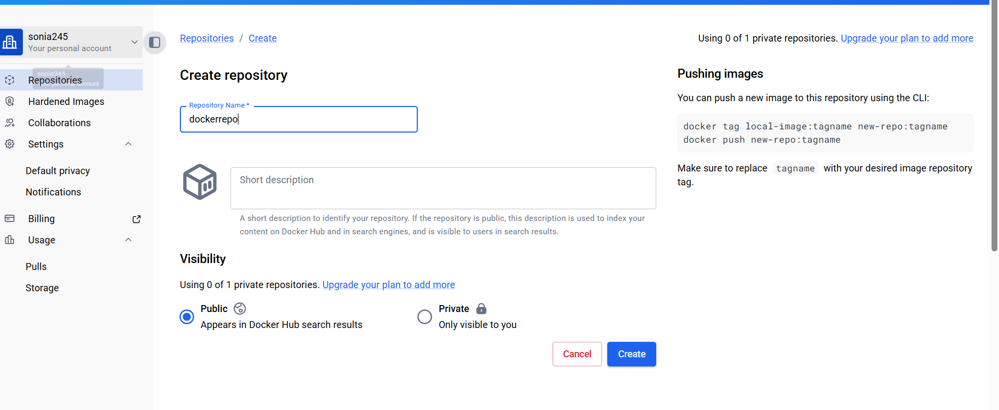 sonia245
Your personal account
sonia245
Your personal account
Repositories
Hardened Images
Collaborations
Settings
Default privacy
Notifications
Billing
Usage
Pulls
Storage
Repositories / Create
Using 0 of 1 private repositories. Upgrade your plan to add more
Create repository
Repository Name *
dockerrepo
Short description
A short description to identify your repository. If the repository is public, this description is used to index your
content on Docker Hub and in search engines, and is visible to users in search results.
Visibility
Using 0 of 1 private repositories. Upgrade your plan to add more
Public
Appears in Docker Hub search results
Private
Only visible to you
Cancel
Create
Pushing images
You can push a new image to this repository using the CLI:
docker tag local-image:tagname new-repo:tagname
docker push new-repo:tagname
Make sure to replace tagname with your desired image repository
tag.